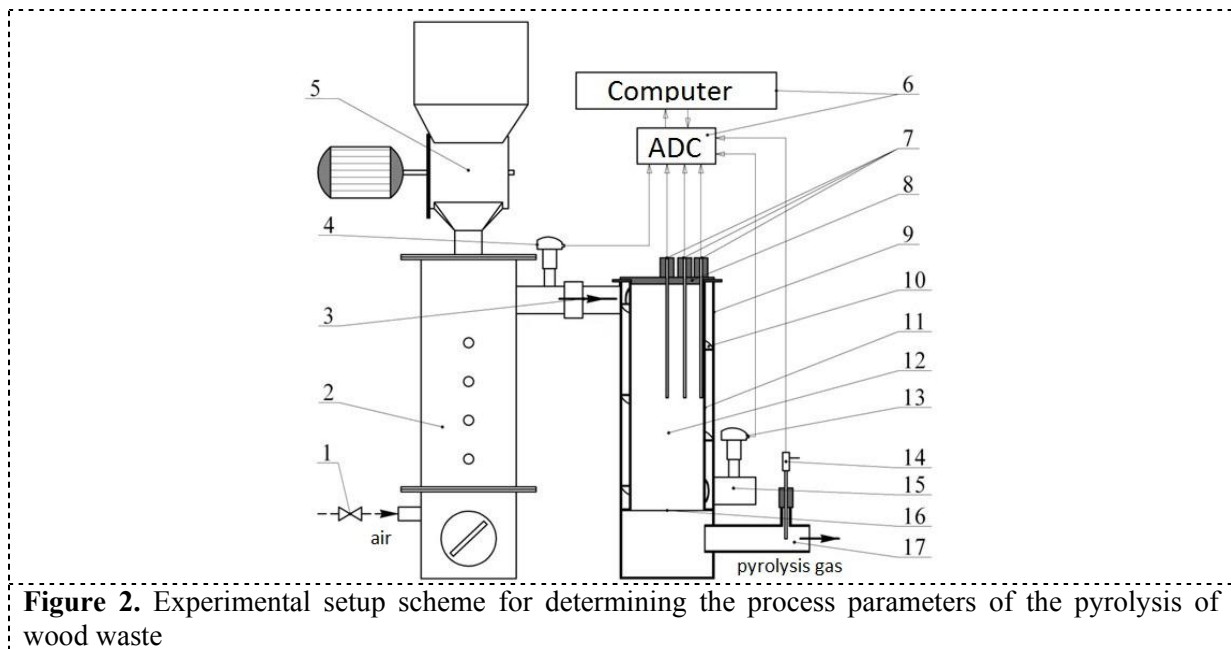 5
4
3
2
1
air
Computer
ADC
6
7
8
9
10
11
12
13
14
15
16
17
pyrolysis gas
Figure 2. Experimental setup scheme for determining the process parameters of the pyrolysis of
wood waste